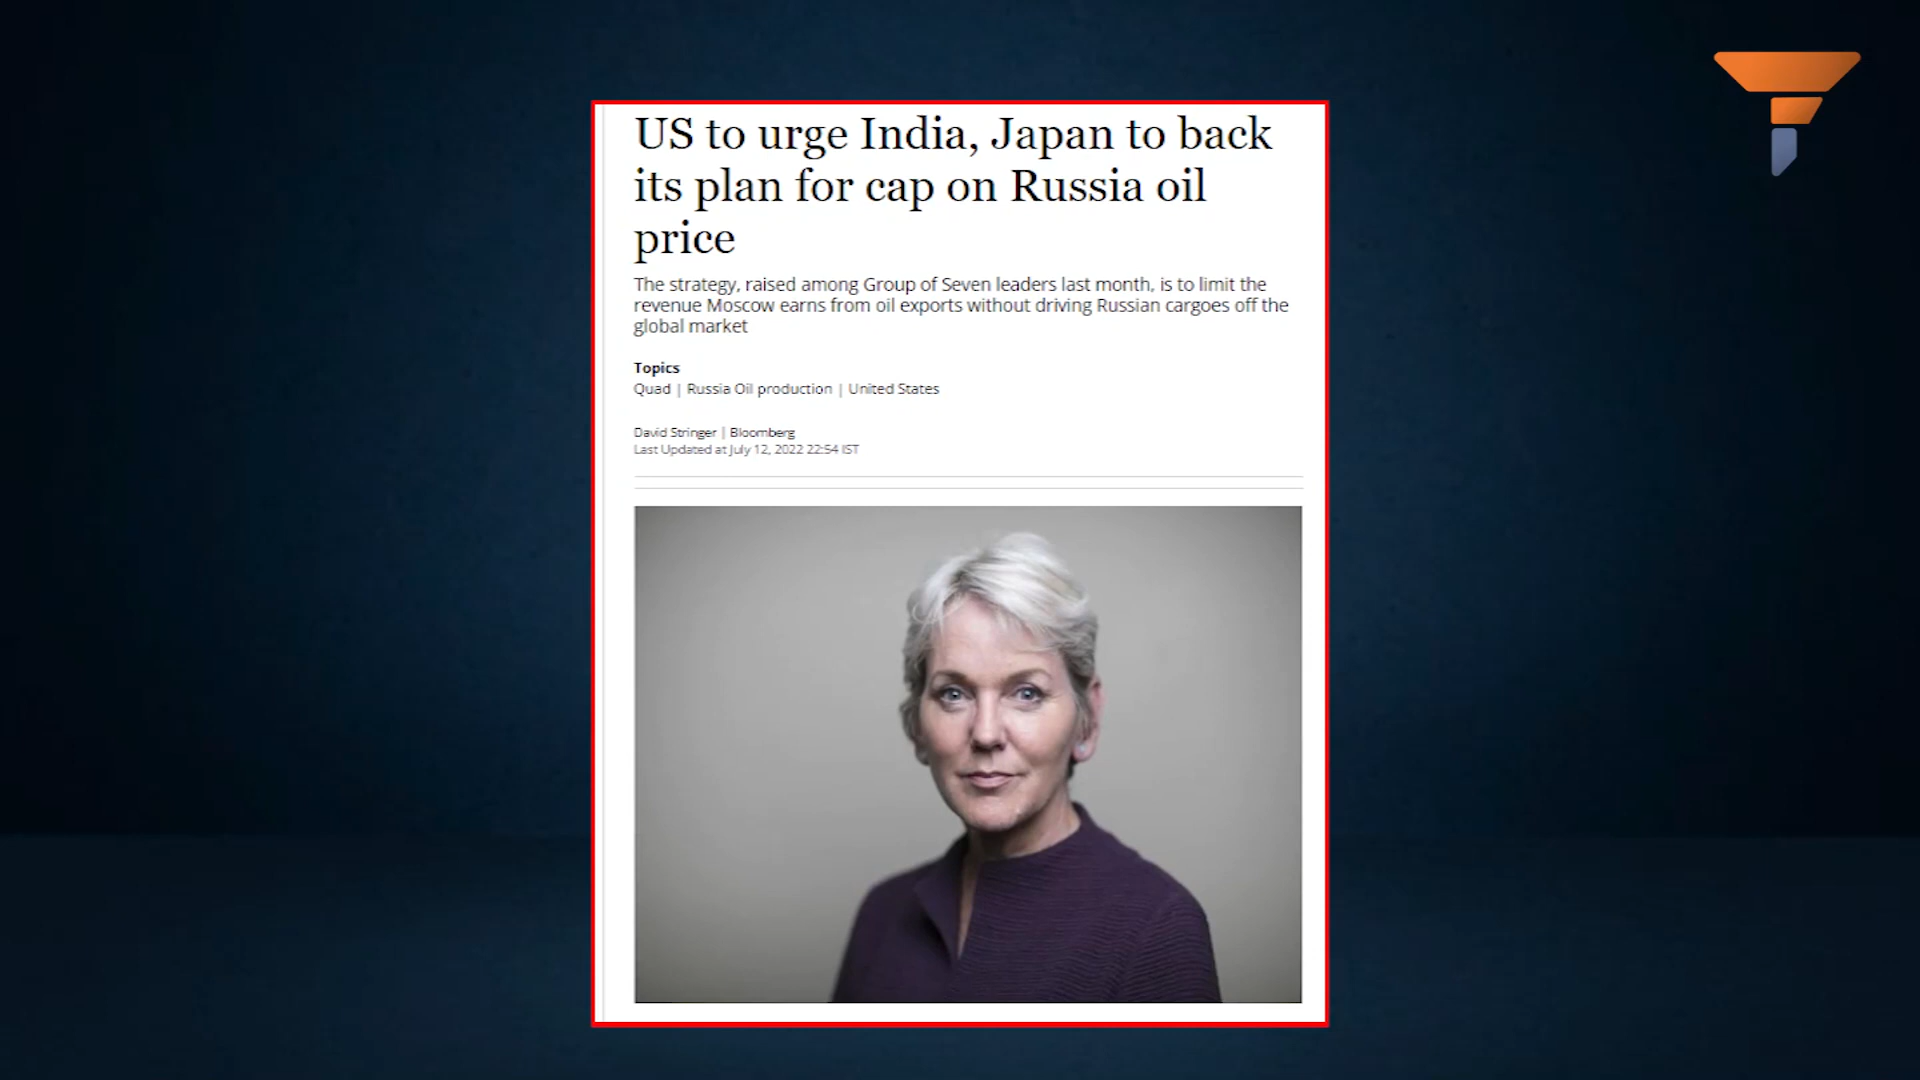 US to urge India, Japan to back
its plan for cap on Russia oil
price
The strategy, raised among Group of Seven leaders last month, is to limit the
revenue Moscow earns from oil exports without driving Russian cargoes off the
global market
Topics
Quad | Russia Oil production | United States
David Stringer | Bloomberg
Last Updated at July 12, 2022 22:54 IST